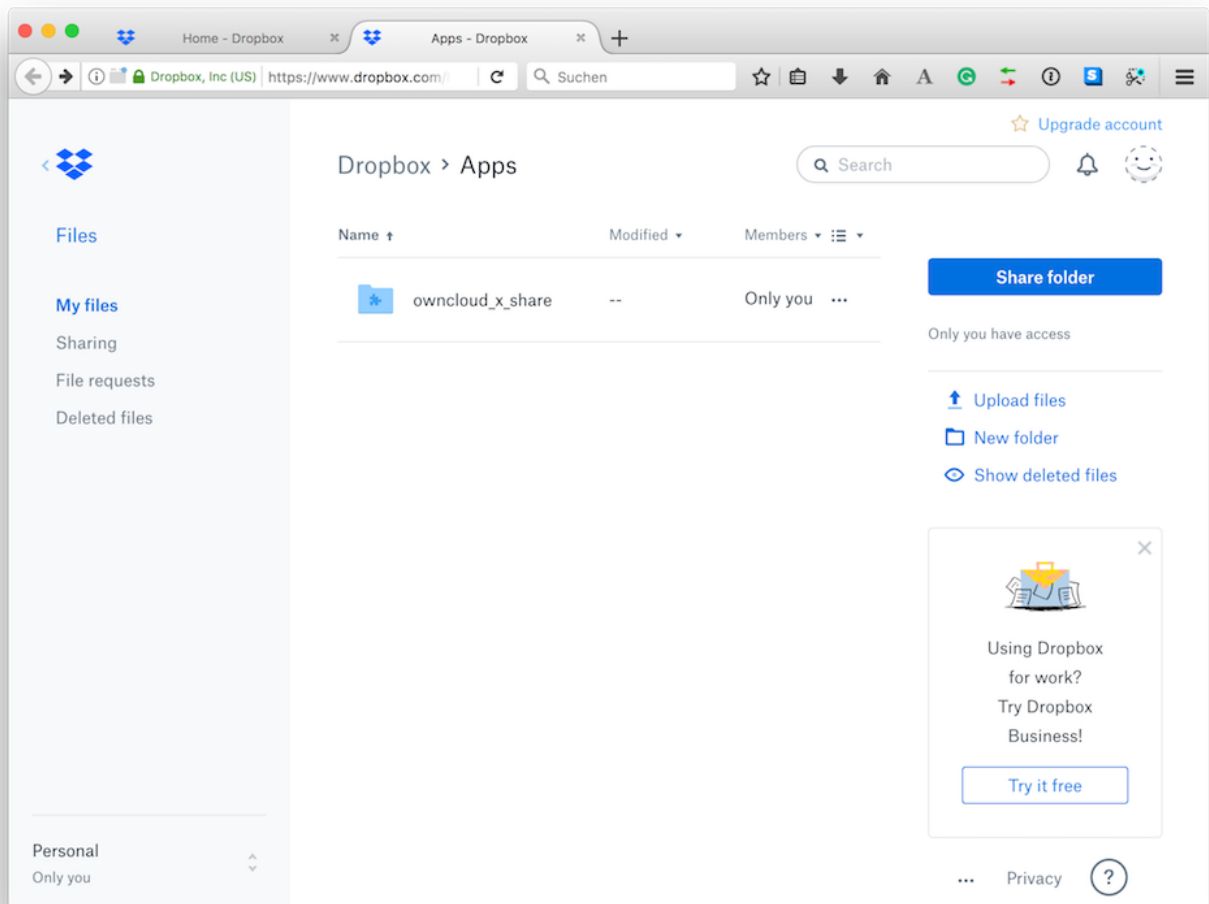 Home - Dropbox
Apps - Dropbox
Dropbox, Inc (US) https://www.dropbox.com/
Suchen
Upgrade account
Dropbox > Apps
Search
Files
My files
Sharing
File requests
Deleted files
Name Modified Members
owncloud_x_share -- Only you ...
Share folder
Only you have access
Upload files
New folder
Show deleted files
Using Dropbox
for work?
Try Dropbox
Business!
Try it free
Personal
Only you
... Privacy ?